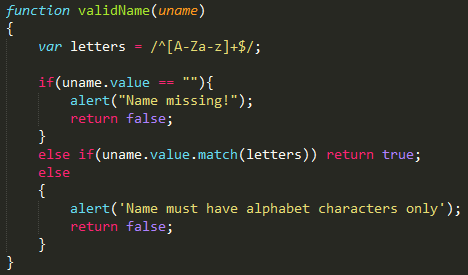 function validName(uname)
{
    var letters = /^[A-Za-z]+$/;

    if(uname.value == ""){
        alert("Name missing!");
        return false;
    }
    else if(uname.value.match(letters)) return true;
    else
    {
        alert('Name must have alphabet characters only');
        return false;
    }
}